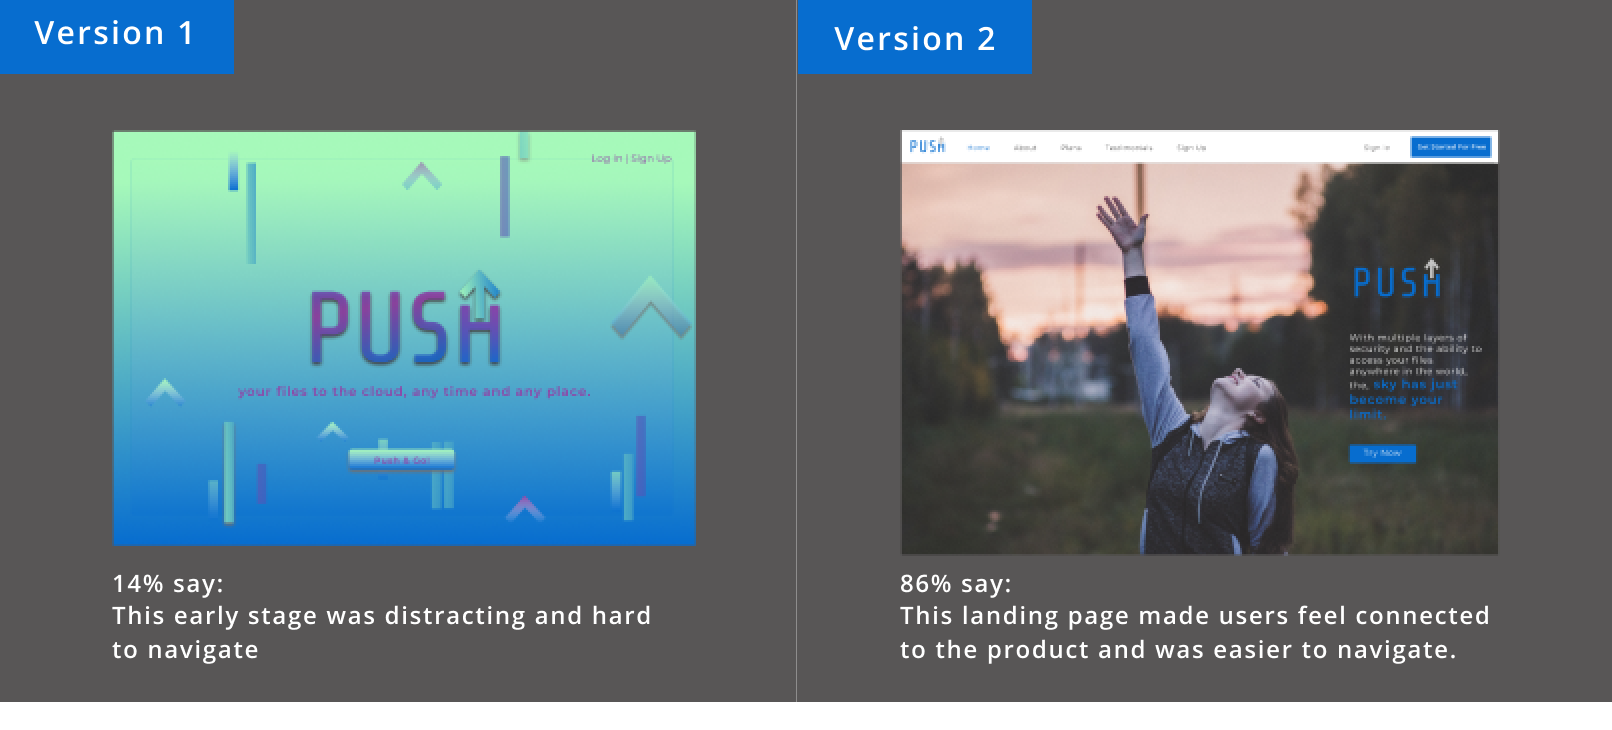 Version 1
Log in | Sign Up
PUSH
your files to the cloud, any time and any place.
Push & Go!
14% say:
This early stage was distracting and hard
to navigate
Version 2
PUSH
Home About Plans Testimonials Sign Up Sign in Get Started For Free
PUSH
With multiple layers of
security and the ability to
access your files
anywhere in the world,
the, sky has just
become your
limit.
Try Now
86% say:
This landing page made users feel connected
to the product and was easier to navigate.